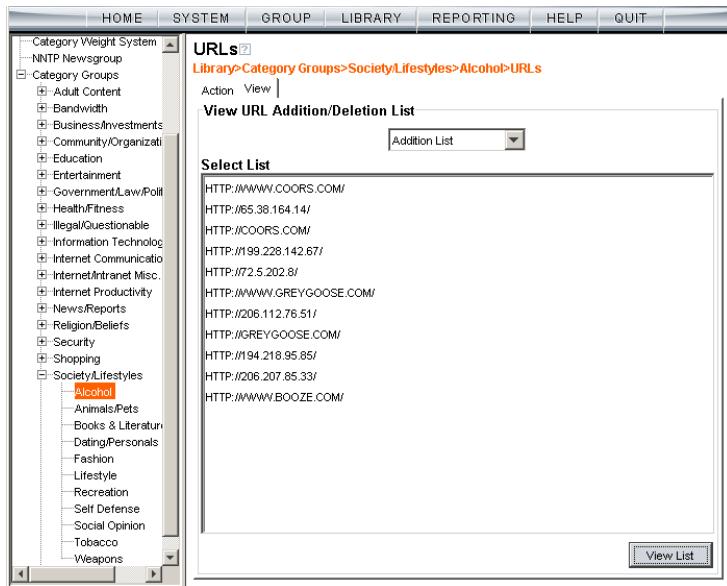 HOME SYSTEM GROUP LIBRARY REPORTING HELP QUIT
Category Weight System
NNTP Newsgroup
Category Groups
Adult Content
Bandwidth
Business/Investments
Community/Organizati
Education
Entertainment
Government/Law/Polit
Health/Fitness
Illegal/Questionable
Information Technolog
Internet Communicatio
Internet/Intranet Misc.
Internet Productivity
News/Reports
Religion/Beliefs
Security
Shopping
Society/Lifestyles
Alcohol
Animals/Pets
Books & Literature
Dating/Personals
Fashion
Lifestyle
Recreation
Self Defense
Social Opinion
Tobacco
Weapons
URLs
Library>Category Groups>Society/Lifestyles>Alcohol>URLs
Action View
View URL Addition/Deletion List
Addition List
Select List
HTTP://WWW.COORS.COM/
HTTP://65.38.164.14/
HTTP://COORS.COM/
HTTP://199.228.142.67/
HTTP://72.5.202.8/
HTTP://WWW.GREYGOOSE.COM/
HTTP://206.112.76.51/
HTTP://GREYGOOSE.COM/
HTTP://194.218.95.85/
HTTP://206.207.85.33/
HTTP://WWW.BOOZE.COM/
View List